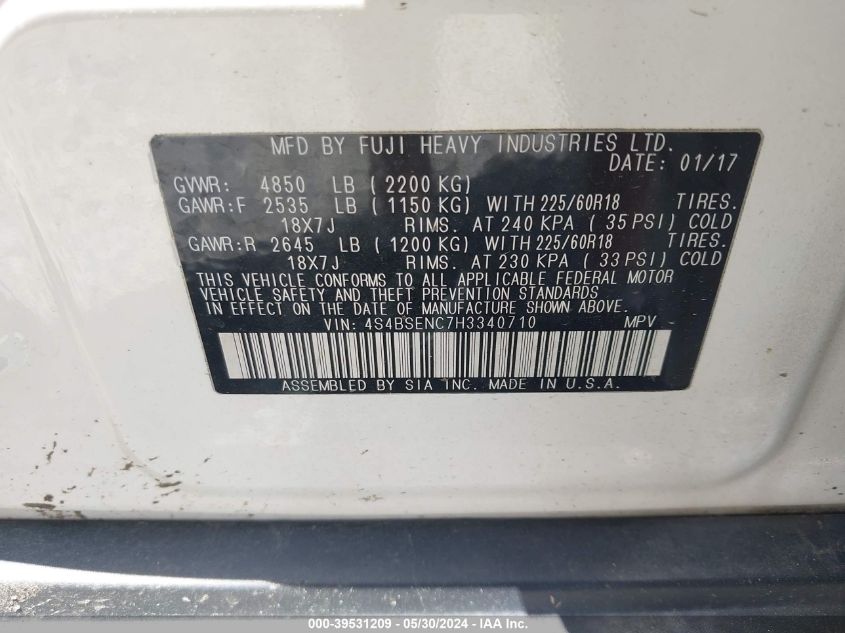 MFD BY FUJI HEAVY INDUSTRIES LTD.
DATE: 01/17
GVWR: 4850 LB ( 2200 KG)
GAWR:F 2535 LB ( 1150 KG) WITH 225/60R18 TIRES.
18X7J RIMS. AT 240 KPA ( 35 PSI) COLD
GAWR:R 2645 LB ( 1200 KG) WITH 225/60R18 TIRES.
18X7J RIMS. AT 230 KPA ( 33 PSI) COLD
THIS VEHICLE CONFORMS TO ALL APPLICABLE FEDERAL MOTOR
VEHICLE SAFETY AND THEFT PREVENTION STANDARDS
IN EFFECT ON THE DATE OF MANUFACTURE SHOWN ABOVE.
VIN: 4S4BSENC7H3340710 MPV
ASSEMBLED BY SIA INC. MADE IN U.S.A.
000-39531209 - 05/30/2024 - IAA Inc.